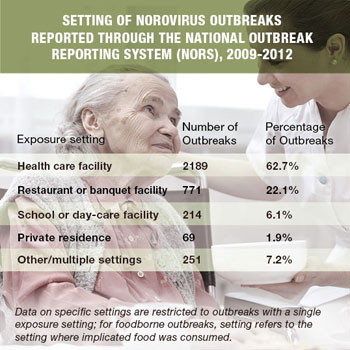 SETTING OF NOROVIRUS OUTBREAKS
REPORTED THROUGH THE NATIONAL OUTBREAK
REPORTING SYSTEM (NORS), 2009-2012
Exposure setting Number of Outbreaks Percentage of Outbreaks
Health care facility 2189 62.7%
Restaurant or banquet facility 771 22.1%
School or day-care facility 214 6.1%
Private residence 69 1.9%
Other/multiple settings 251 7.2%
Data on specific settings are restricted to outbreaks with a single
exposure setting; for foodborne outbreaks, setting refers to the
setting where implicated food was consumed.